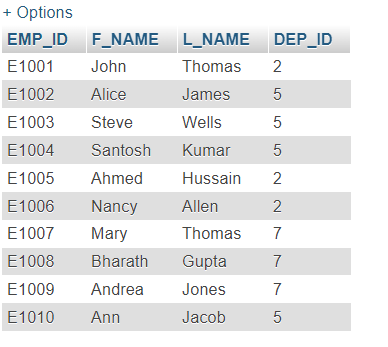 + Options
EMP_ID F_NAME L_NAME DEP_ID
E1001 John Thomas 2
E1002 Alice James 5
E1003 Steve Wells 5
E1004 Santosh Kumar 5
E1005 Ahmed Hussain 2
E1006 Nancy Allen 2
E1007 Mary Thomas 7
E1008 Bharath Gupta 7
E1009 Andrea Jones 7
E1010 Ann Jacob 5